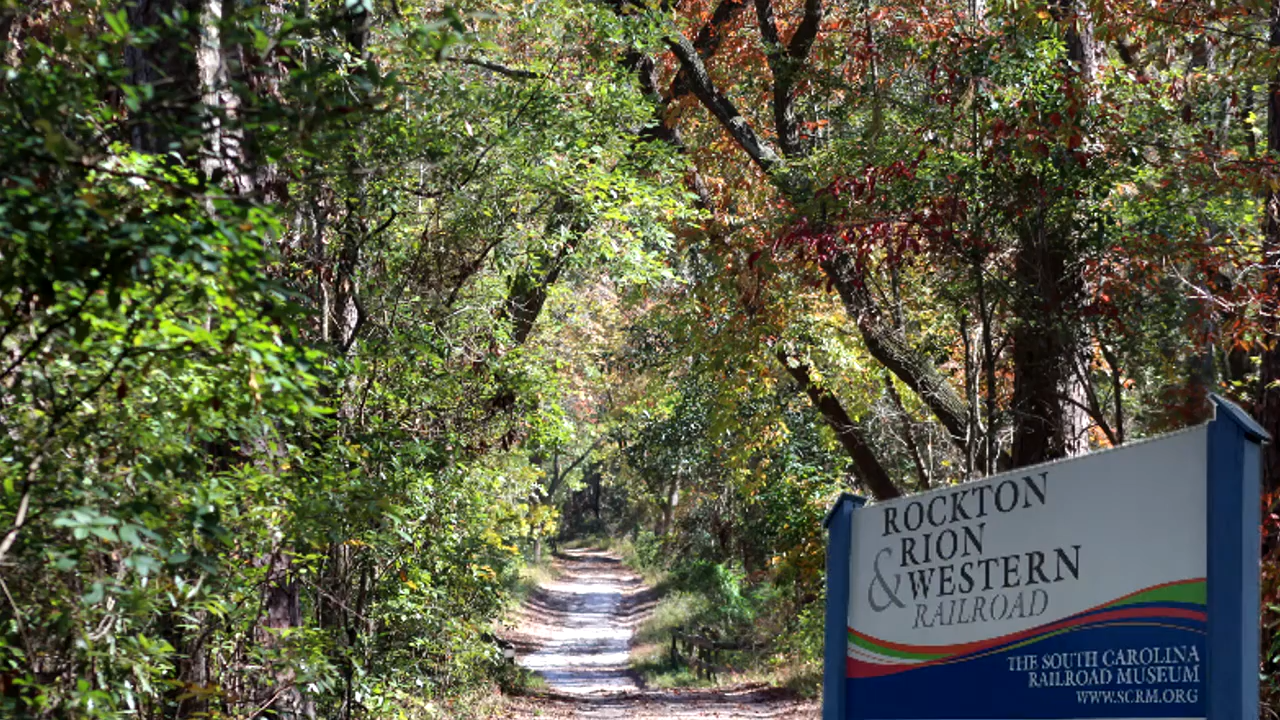 ROCKTON
RION
& WESTERN
RAILROAD
THE SOUTH CAROLINA
RAILROAD MUSEUM
WWW.SCRM.ORG